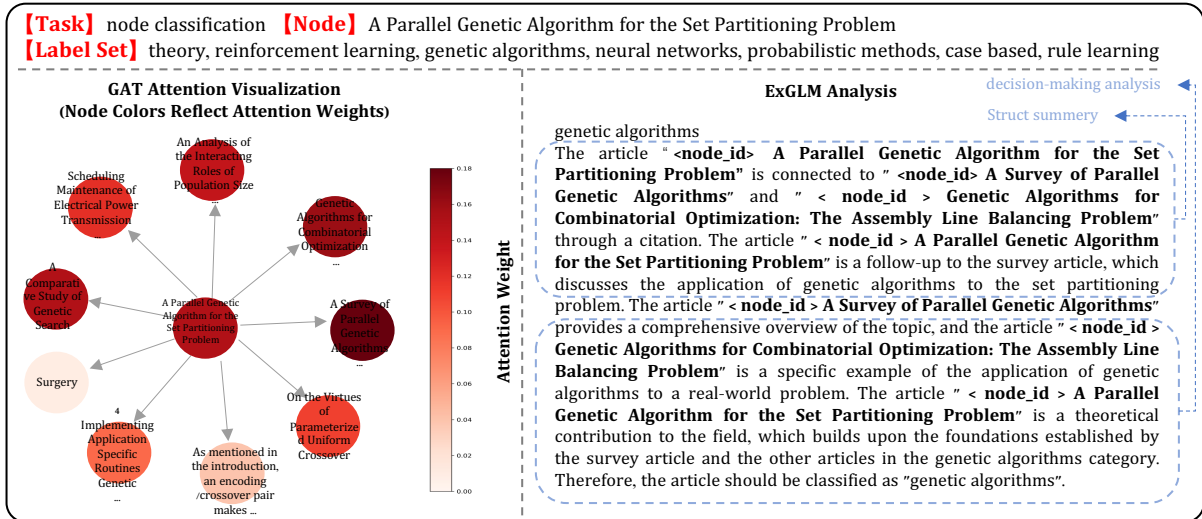 【Task】 node classification 【Node】 A Parallel Genetic Algorithm for the Set Partitioning Problem
【Label Set】 theory, reinforcement learning, genetic algorithms, neural networks, probabilistic methods, case based, rule learning
GAT Attention Visualization
(Node Colors Reflect Attention Weights)
An Analysis of
the Interacting
Roles of
Population Size
...
Scheduling
Maintenance of
Electrical Power
Transmission
...
Genetic
Algorithms for
Combinatorial
Optimization
...
A
Comparati
ve Study of
Genetic
Search
A Parallel Genetic
Algorithm for the
Set Partitioning
Problem
A Survey of
Parallel
Genetic
Algorithms
...
Surgery
4
Implementing
Application
Specific
Routines
Genetic
...
As mentioned in
the introduction,
an encoding
/crossover pair
makes ...
On the Virtues of
Parameterize
d Uniform
Crossover
0.18
0.16
0.14
0.12
0.10
0.08
0.06
0.04
0.02
0.00
Attention Weight
ExGLM Analysis
decision-making analysis
Struct summery
genetic algorithms
The article " <node_id> A Parallel Genetic Algorithm for the Set
Partitioning Problem" is connected to " <node_id> A Survey of Parallel
Genetic Algorithms" and " < node_id > Genetic Algorithms for
Combinatorial Optimization: The Assembly Line Balancing Problem"
through a citation. The article " < node_id > A Parallel Genetic Algorithm
for the Set Partitioning Problem" is a follow-up to the survey article, which
discusses the application of genetic algorithms to the set partitioning
problem. The article " < node_id > A Survey of Parallel Genetic Algorithms"
provides a comprehensive overview of the topic, and the article " < node_id >
Genetic Algorithms for Combinatorial Optimization: The Assembly Line
Balancing Problem" is a specific example of the application of genetic
algorithms to a real-world problem. The article " < node_id > A Parallel
Genetic Algorithm for the Set Partitioning Problem" is a theoretical
contribution to the field, which builds upon the foundations established by
the survey article and the other articles in the genetic algorithms category.
Therefore, the article should be classified as "genetic algorithms".